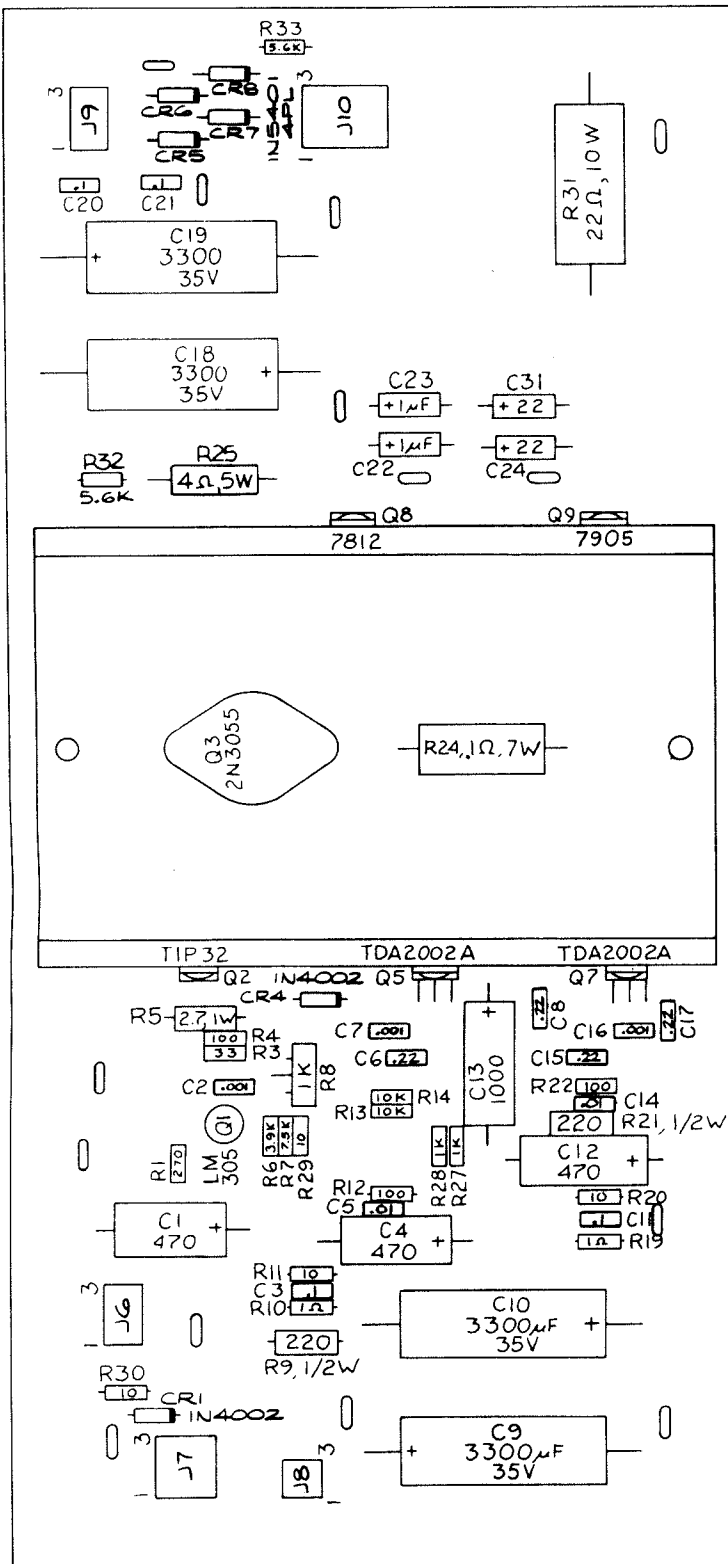 R33
5.6K
3
J9
1
CR8
CR6
CR7
CR5
IN5401
4PL
3
J10
1
R31
22Ω, 10W
.1
C20
.1
C21
C19
3300
+
35V
C18
3300
+
35V
C23
+1µF
C31
+22
+1µF
C22
+22
C24
R32
5.6K
R25
4Ω, 5W
Q8
7812
Q9
7905
Q3
2N3055
R24, .1Ω, 7W
TIP32
TDA2002A
TDA2002A
Q2
1N4002
CR4
Q5
Q7
R5
2.7, 1W
100
R4
33
R3
C2
.001
1K
R8
C7
.001
C6
.22
10K
R14
R13
10K
+
C13
1000
.22
C8
C16
.001
.22
C17
C15
.22
R22
100
.01
C14
220
R21, 1/2W
C12
470
+
Q1
LM
305
R1
270
3.9K
7.5K
10
R6
R7
R29
1K
1K
R28
R27
R12
100
C5
.01
C4
470
+
10
R20
.1
C11
1Ω
R19
C1
470
+
R11
10
C3
.1
R10
1Ω
220
R9, 1/2W
3
J6
1
C10
3300µF
+
35V
R30
10
CR1
1N4002
3
J7
1
J8
3
1
C9
+
3300µF
35V